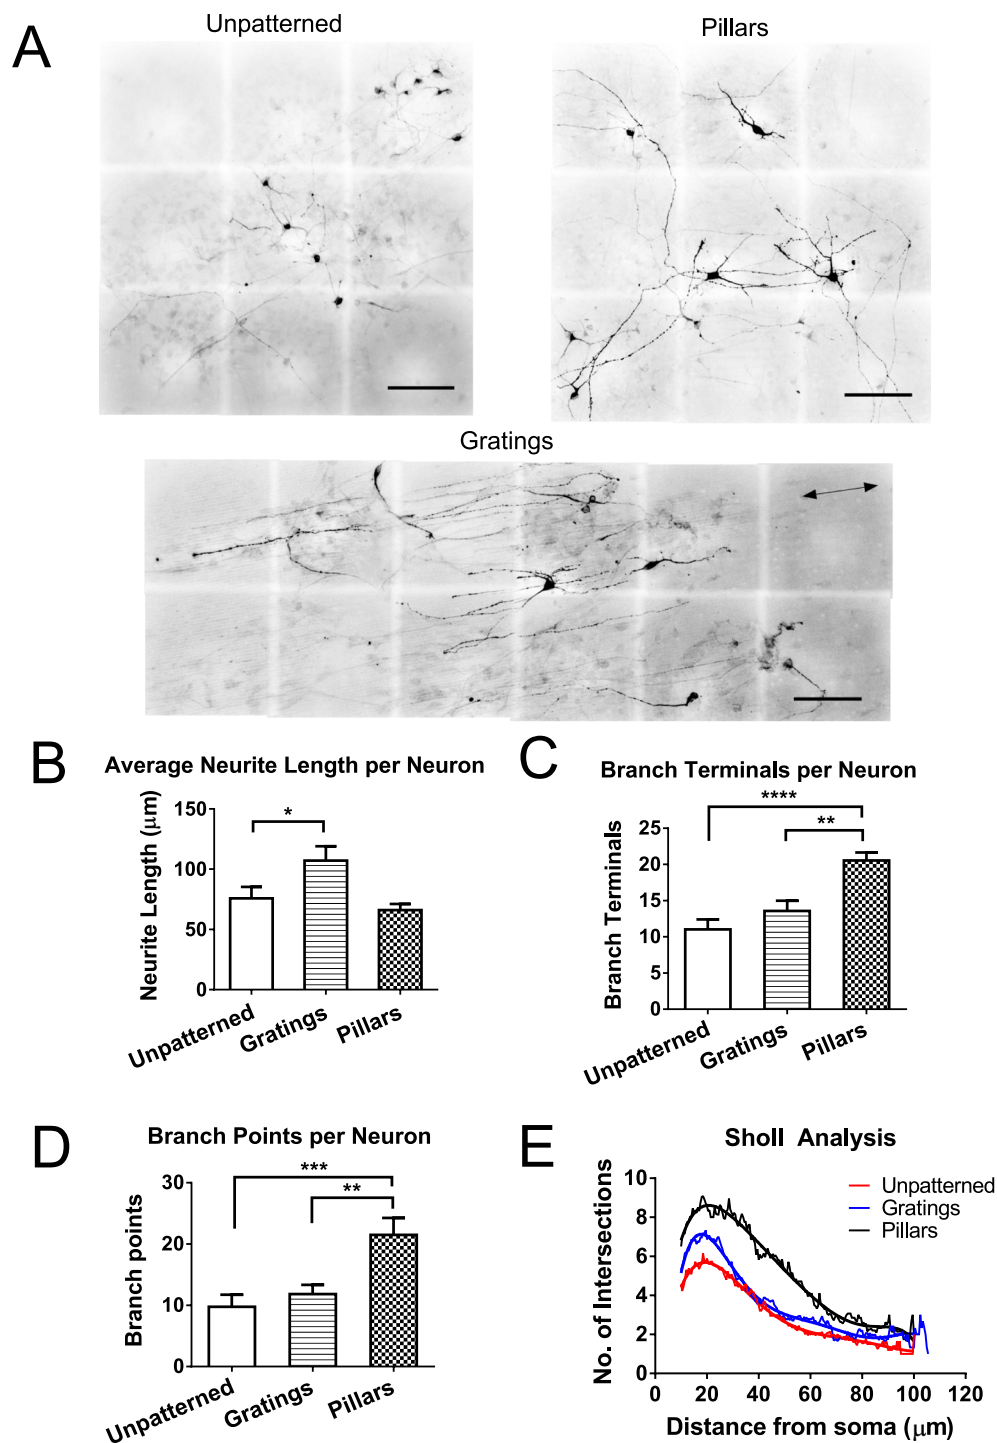 A
Unpatterned
Pillars
Gratings
B
Average Neurite Length per Neuron
Neurite Length (μm)
150
100
50
0
*
Unpatterned
Gratings
Pillars
C
Branch Terminals per Neuron
Branch Terminals
25
20
15
10
5
0
****
**
Unpatterned
Gratings
Pillars
D
Branch Points per Neuron
Branch points
30
20
10
0
***
**
Unpatterned
Gratings
Pillars
E
Sholl Analysis
No. of Intersections
10
8
6
4
2
0
Unpatterned
Gratings
Pillars
0 20 40 60 80 100 120
Distance from soma (μm)